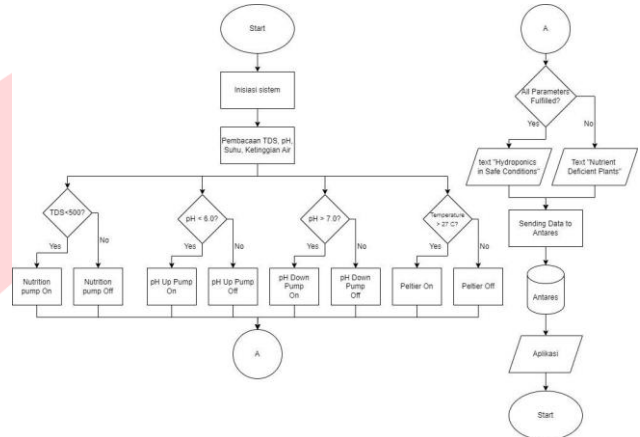 Start
Inisiasi sistem
Pembacaan TDS, pH,
Suhu, Ketinggian Air
TDS<500?
Yes
No
Nutrition
pump On
Nutrition
pump Off
pH < 6.0?
Yes
No
pH Up Pump
On
pH Up Pump
Off
pH > 7.0?
Yes
No
pH Down
Pump
On
pH Down
Pump
Off
Temperature
> 27 C?
Yes
No
Peltier On
Peltier Off
A
A
All Parameters
Fulfilled?
Yes
No
text "Hydroponics
in Safe Conditions"
Text "Nutrient
Deficient Plants"
Sending Data to
Antares
Antares
Aplikasi
Start